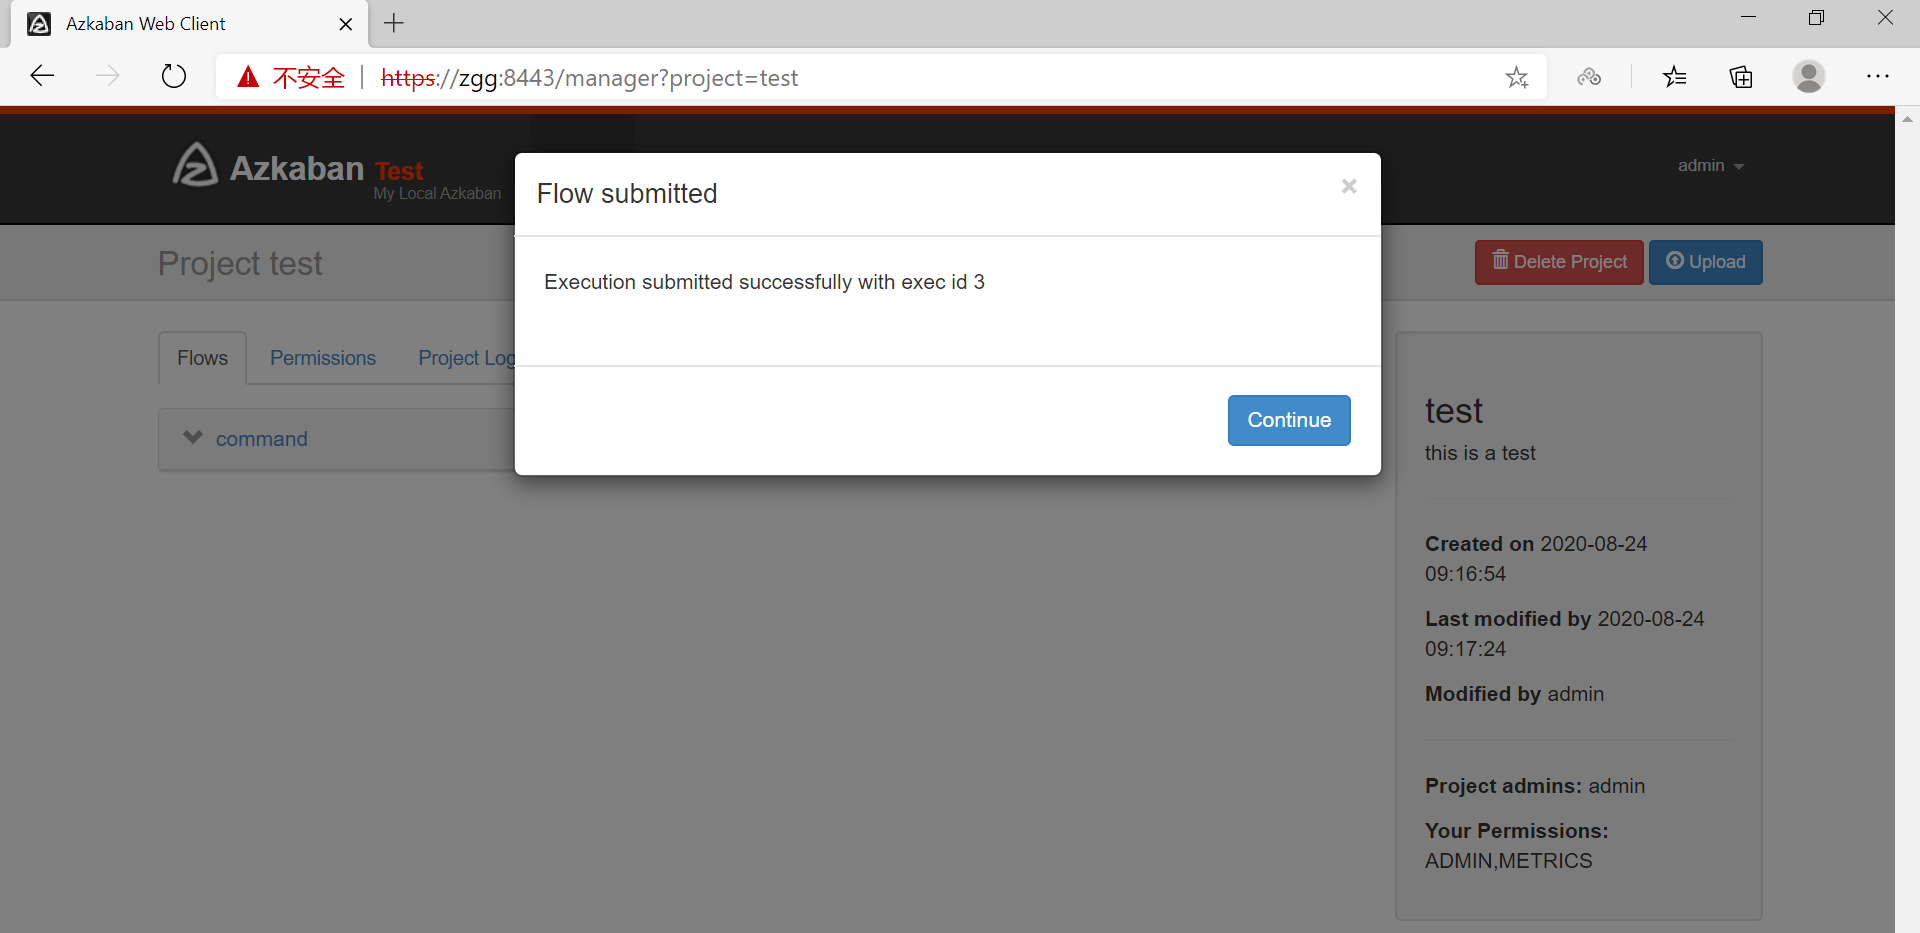 Azkaban Web Client
不安全 | https://zgg:8443/manager?project=test
Azkaban Test
My Local Azkaban
admin
Flow submitted
×
Project test
Delete Project
Upload
Execution submitted successfully with exec id 3
Flows
Permissions
Project Log
Continue
command
test
this is a test
Created on 2020-08-24
09:16:54
Last modified by 2020-08-24
09:17:24
Modified by admin
Project admins: admin
Your Permissions:
ADMIN,METRICS